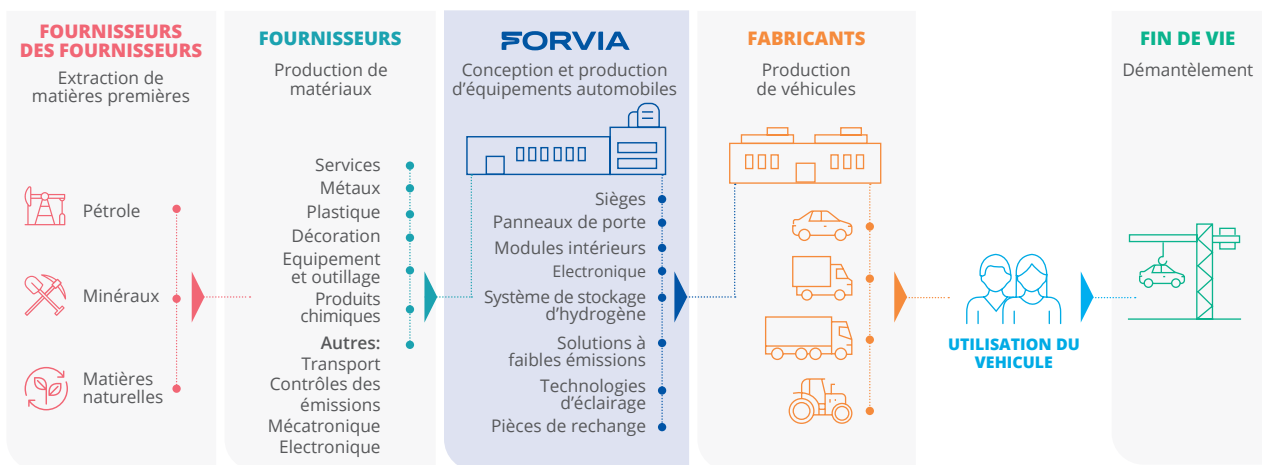 FOURNISSEURS
DES FOURNISSEURS
Extraction de
matières premières
Pétrole
Minéraux
Matières
naturelles
FOURNISSEURS
Production de
matériaux
Services
Métaux
Plastique
Décoration
Equipement
et outillage
Produits
chimiques
Autres:
Transport
Contrôles des
émissions
Mécatronique
Electronique
FORVIA
Conception et production
d'équipements automobiles
Sièges
Panneaux de porte
Modules intérieurs
Electronique
Système de stockage
d'hydrogène
Solutions à
faibles émissions
Technologies
d'éclairage
Pièces de rechange
FABRICANTS
Production
de véhicules
UTILISATION DU
VEHICULE
FIN DE VIE
Démantèlement